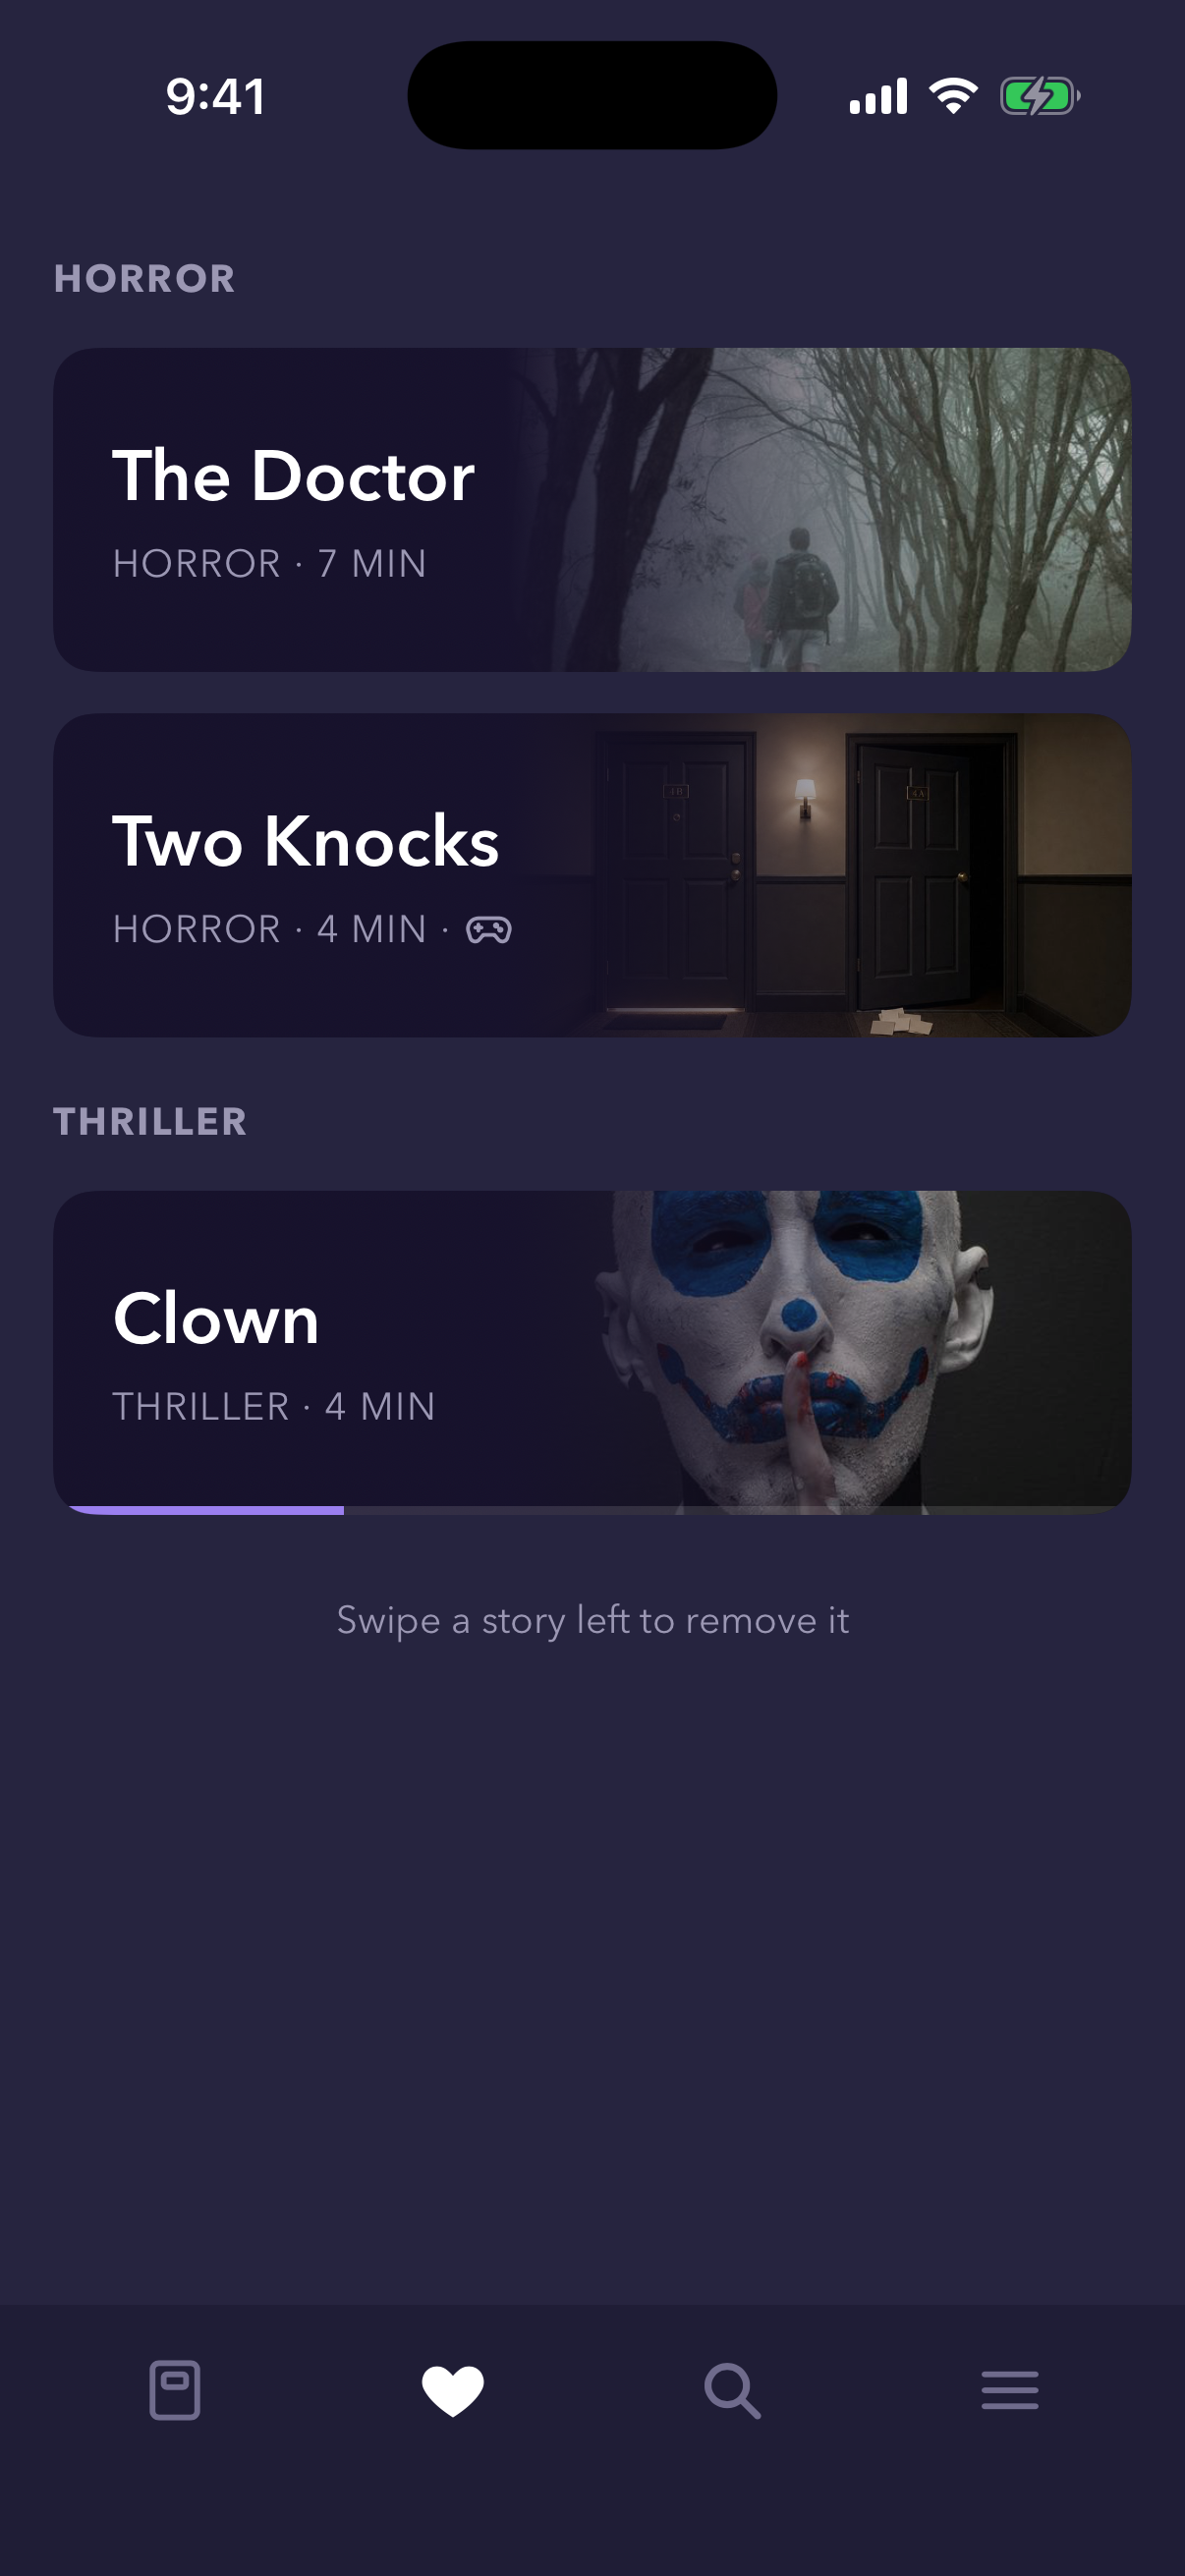 9:41
HORROR
The Doctor
HORROR · 7 MIN
Two Knocks
HORROR · 4 MIN ·
THRILLER
Clown
THRILLER · 4 MIN
Swipe a story left to remove it